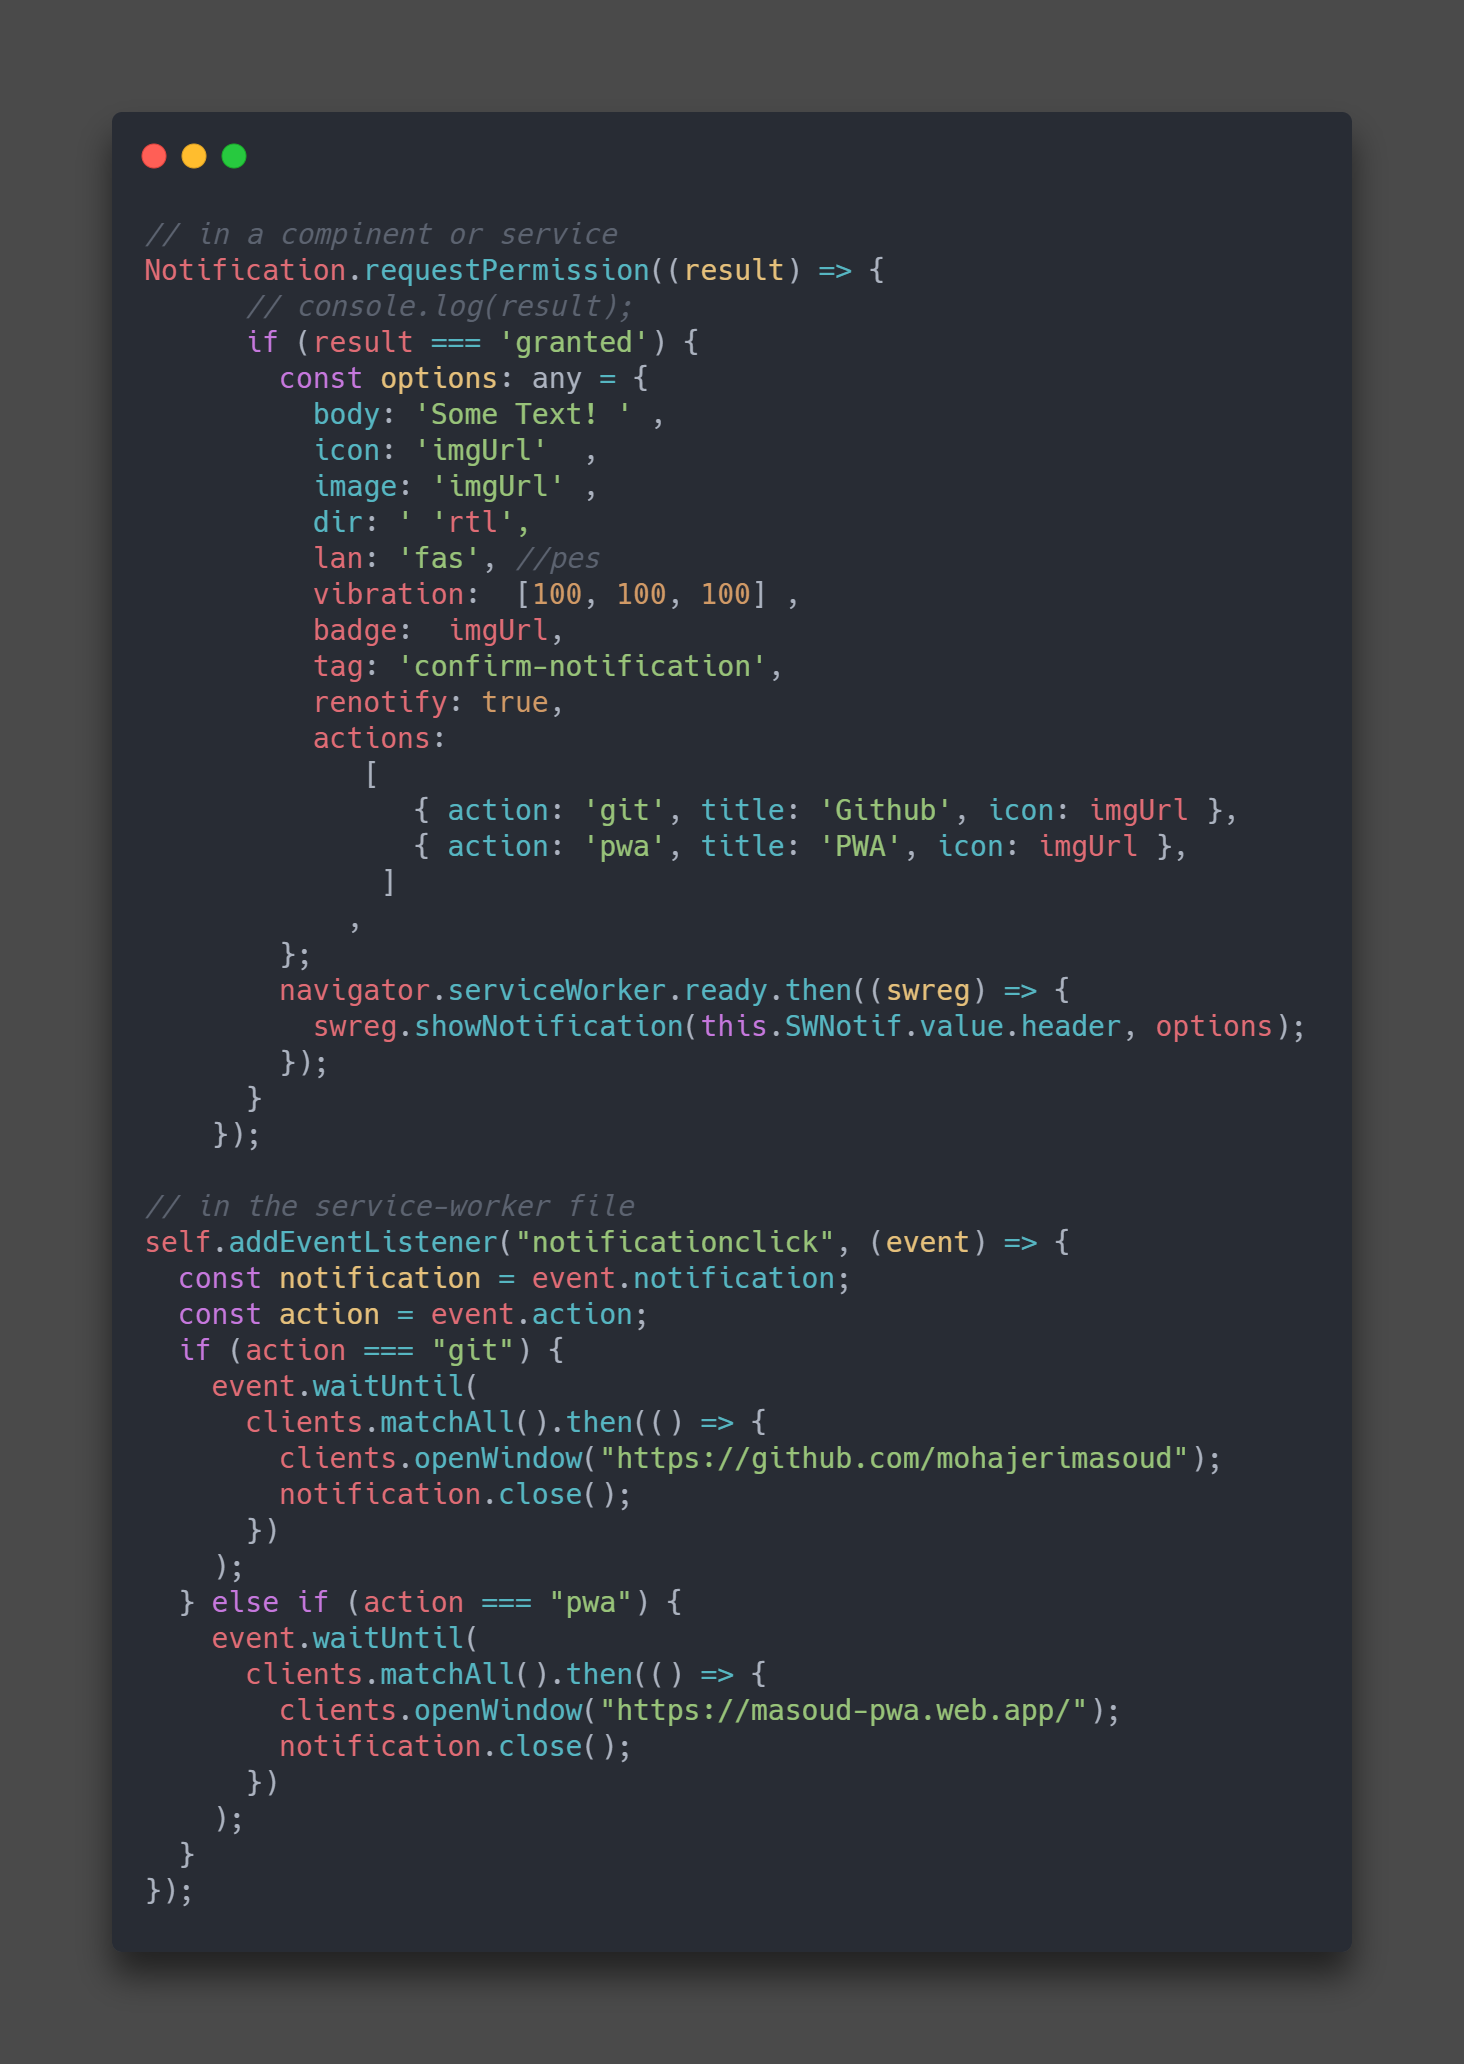 // in a compinent or service
Notification.requestPermission((result) => {
      // console.log(result);
      if (result === 'granted') {
        const options: any = {
          body: 'Some Text! ' ,
          icon: 'imgUrl'  ,
          image: 'imgUrl' ,
          dir: ' 'rtl',
          lan: 'fas', //pes
          vibration:  [100, 100, 100] ,
          badge:  imgUrl,
          tag: 'confirm-notification',
          renotify: true,
          actions:
             [
                { action: 'git', title: 'Github', icon: imgUrl },
                { action: 'pwa', title: 'PWA', icon: imgUrl },
              ]
            ,
        };
        navigator.serviceWorker.ready.then((swreg) => {
          swreg.showNotification(this.SWNotif.value.header, options);
        });
      }
    });

// in the service-worker file
self.addEventListener("notificationclick", (event) => {
  const notification = event.notification;
  const action = event.action;
  if (action === "git") {
    event.waitUntil(
      clients.matchAll().then(() => {
        clients.openWindow("https://github.com/mohajerimasoud");
        notification.close();
      })
    );
  } else if (action === "pwa") {
    event.waitUntil(
      clients.matchAll().then(() => {
        clients.openWindow("https://masoud-pwa.web.app/");
        notification.close();
      })
    );
  }
});